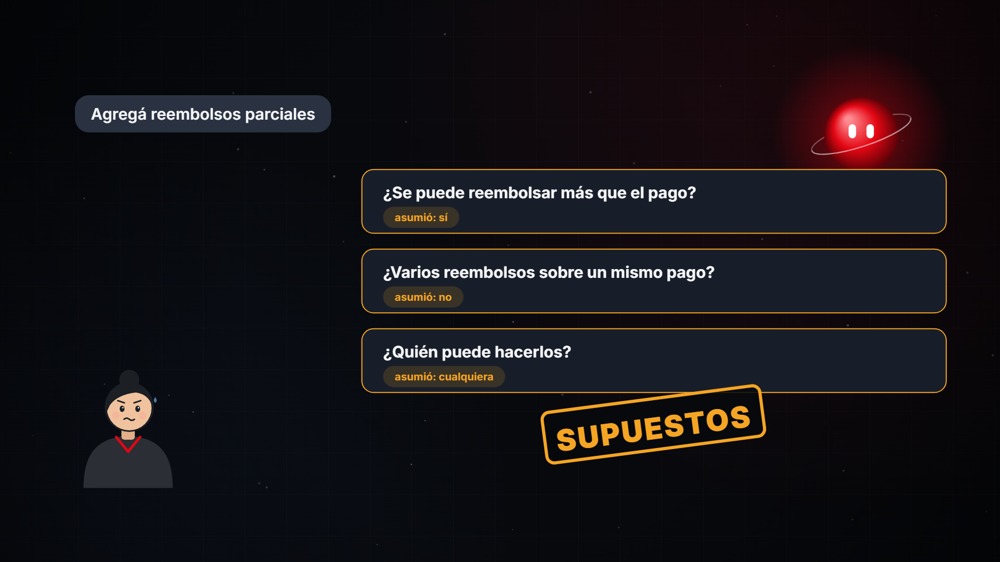 Agregá reembolsos parciales
¿Se puede reembolsar más que el pago?
asumió: sí
¿Varios reembolsos sobre un mismo pago?
asumió: no
¿Quién puede hacerlos?
asumió: cualquiera
SUPUESTOS